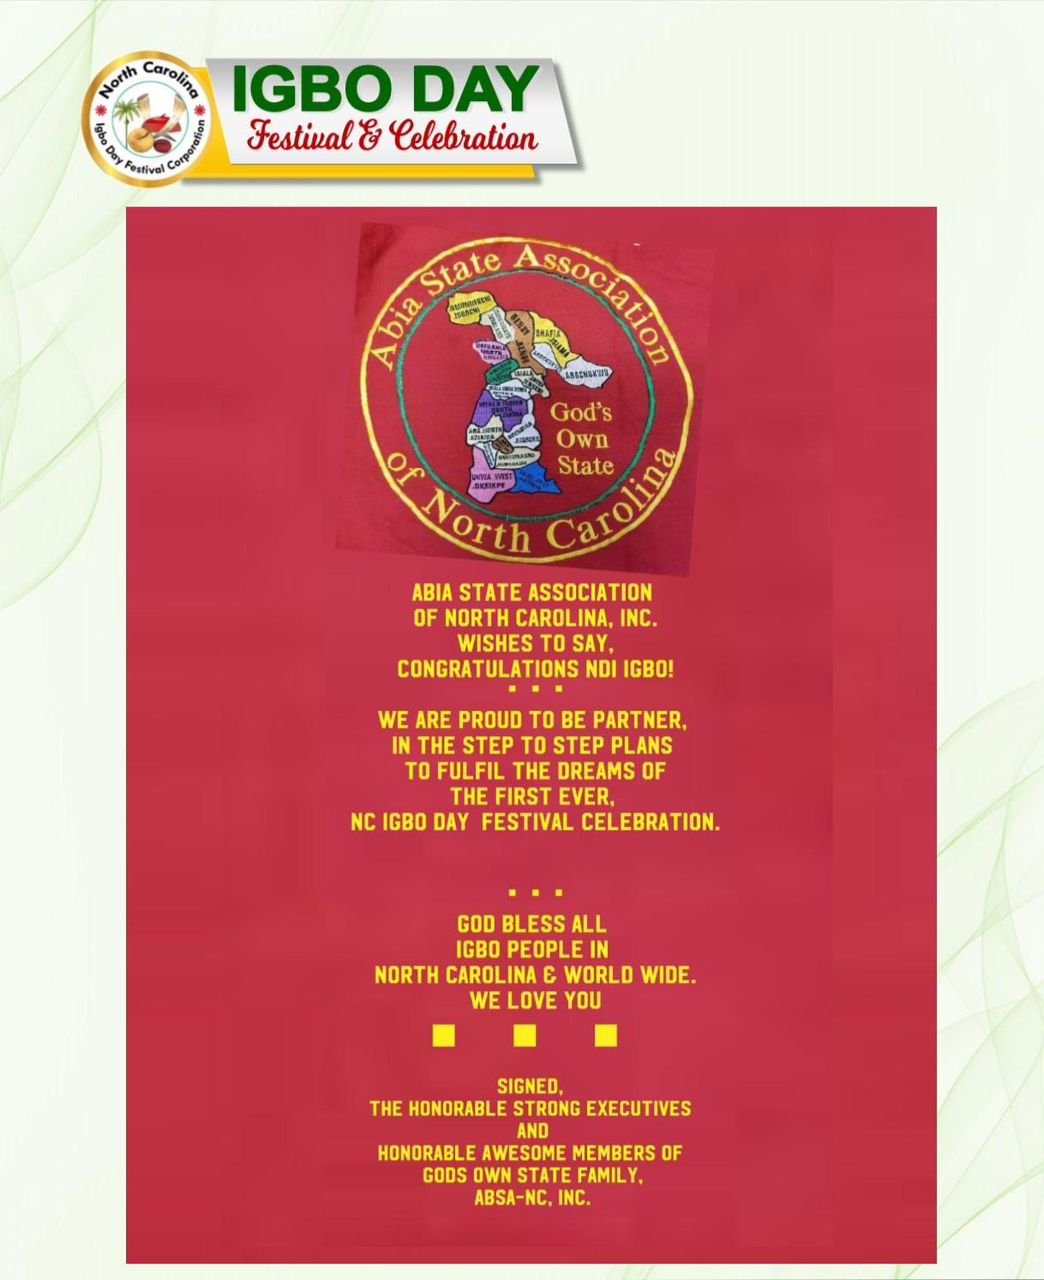 North Carolina
Igbo Day Festival Corporation
IGBO DAY
Festival & Celebration
Abia State Association
of North Carolina
God's
Own
State
AROCHUKWU
UKWA WEST
ABIA STATE ASSOCIATION
OF NORTH CAROLINA, INC.
WISHES TO SAY,
CONGRATULATIONS NDI IGBO!
WE ARE PROUD TO BE PARTNER,
IN THE STEP TO STEP PLANS
TO FULFIL THE DREAMS OF
THE FIRST EVER,
NC IGBO DAY FESTIVAL CELEBRATION.
GOD BLESS ALL
IGBO PEOPLE IN
NORTH CAROLINA & WORLD WIDE.
WE LOVE YOU
SIGNED,
THE HONORABLE STRONG EXECUTIVES
AND
HONORABLE AWESOME MEMBERS OF
GODS OWN STATE FAMILY,
ABSA-NC, INC.